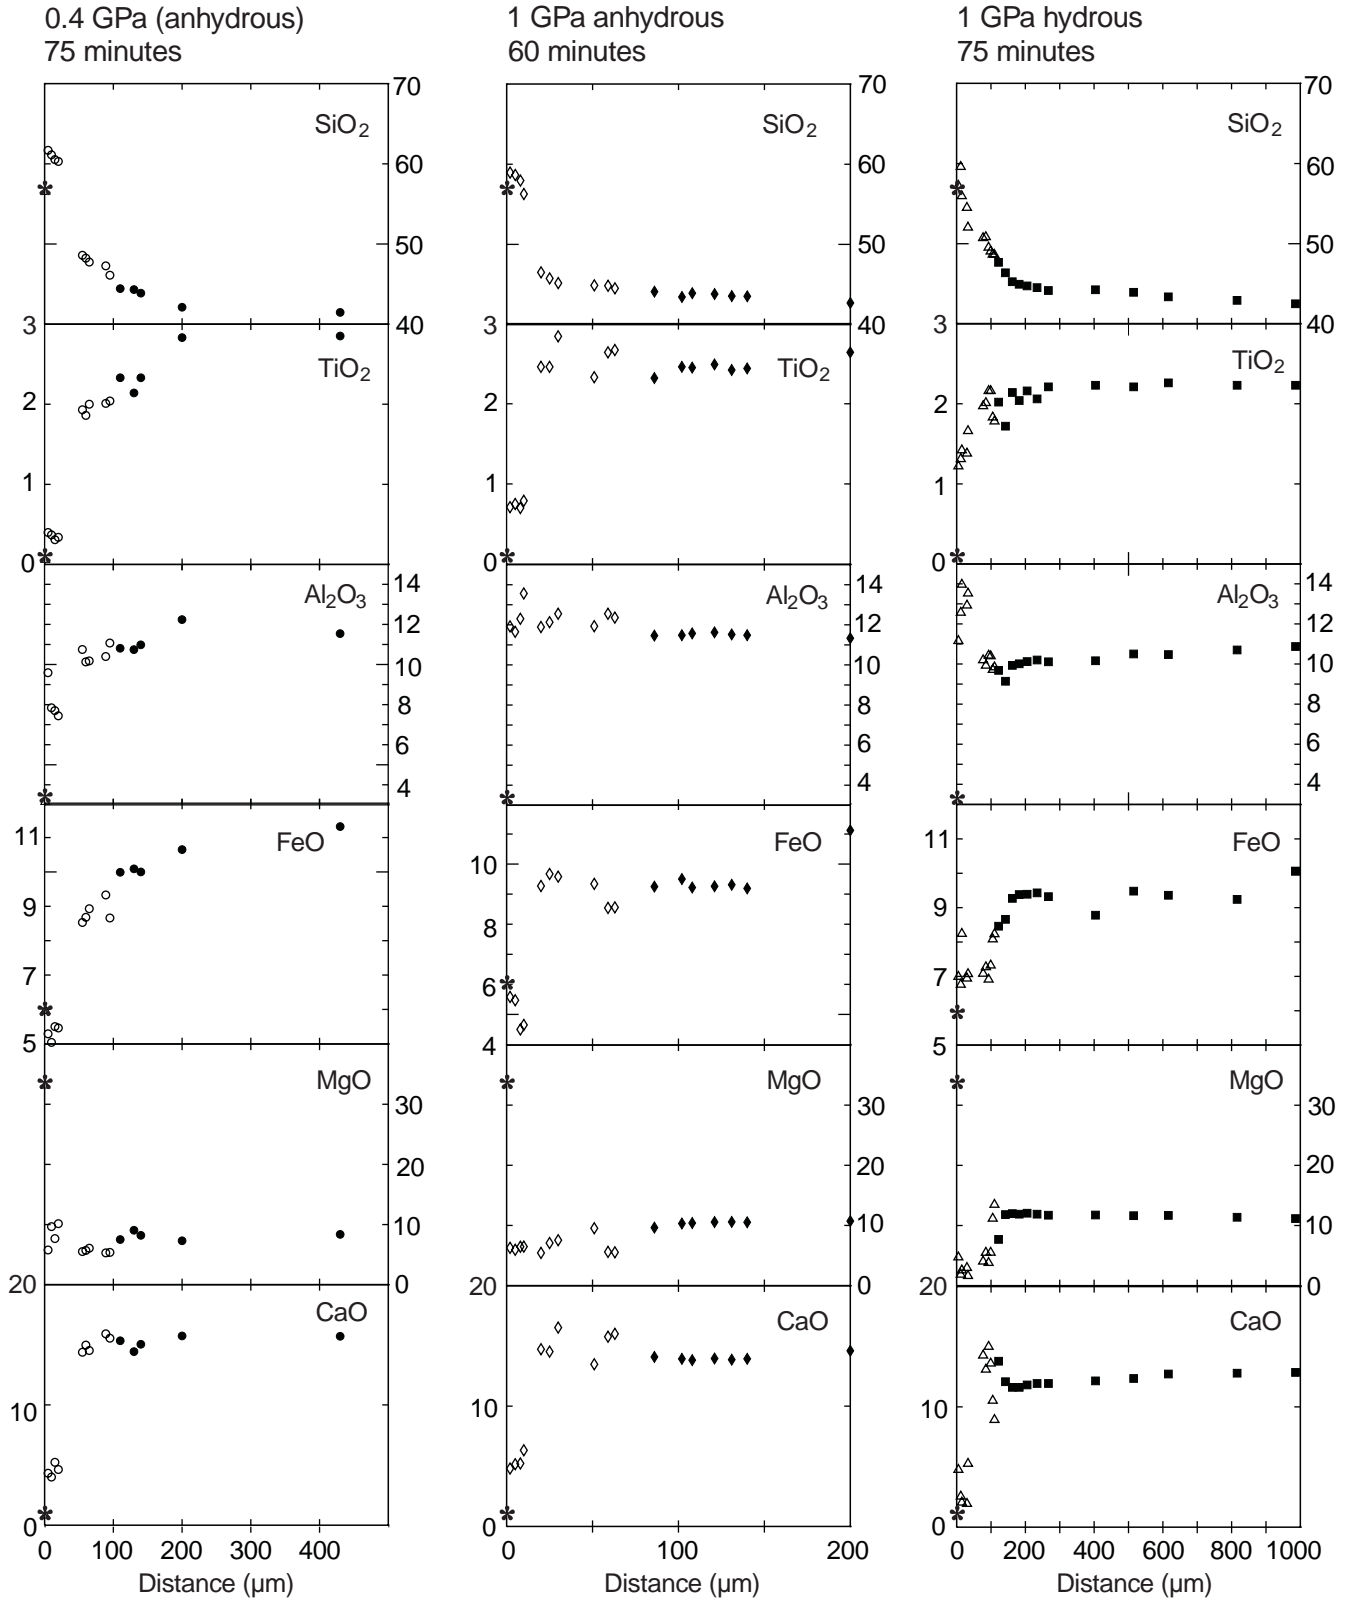 0.4 GPa (anhydrous)
75 minutes
1 GPa anhydrous
60 minutes
1 GPa hydrous
75 minutes
70
SiO2
60
50
40
70
SiO2
60
50
40
70
SiO2
60
50
40
3
TiO2
2
1
0
3
TiO2
2
1
0
3
TiO2
2
1
0
Al2O3
14
12
10
8
6
4
Al2O3
14
12
10
8
6
4
Al2O3
14
12
10
8
6
4
11
FeO
9
7
5
10
FeO
8
6
4
11
FeO
9
7
5
MgO
30
20
10
0
MgO
30
20
10
0
MgO
30
20
10
0
20
CaO
10
0
20
CaO
10
0
20
CaO
10
0
0 100 200 300 400
0 100 200
0 200 400 600 800 1000
Distance (µm)
Distance (µm)
Distance (µm)